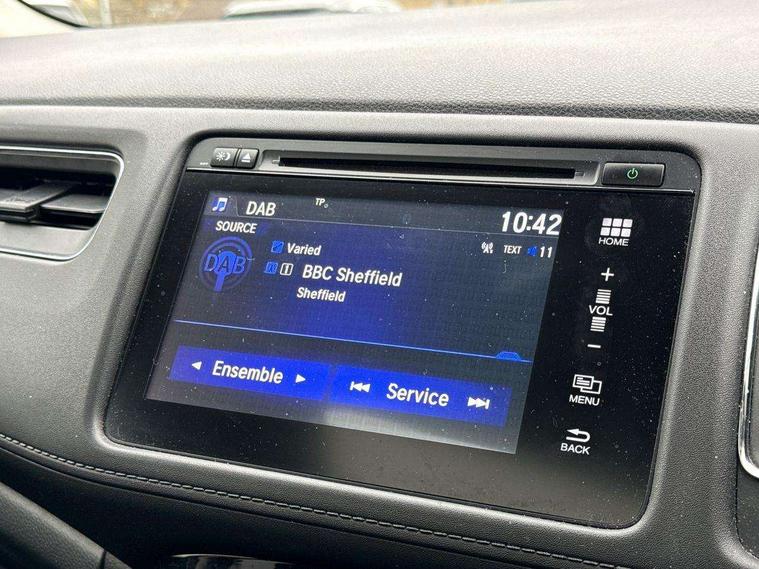 DAB
TP
10:42
SOURCE
TEXT 11
DAB
Varied
BBC Sheffield
Sheffield
Ensemble
Service
HOME
+
VOL
−
MENU
BACK